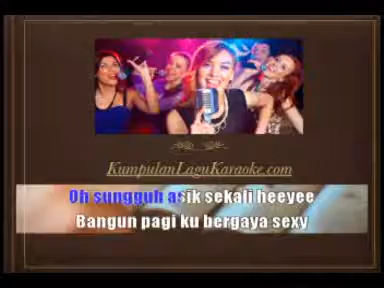 KumpulanLaguKaraoke.com
Oh sungguh asik sekali heeyee
Bangun pagi ku bergaya sexy